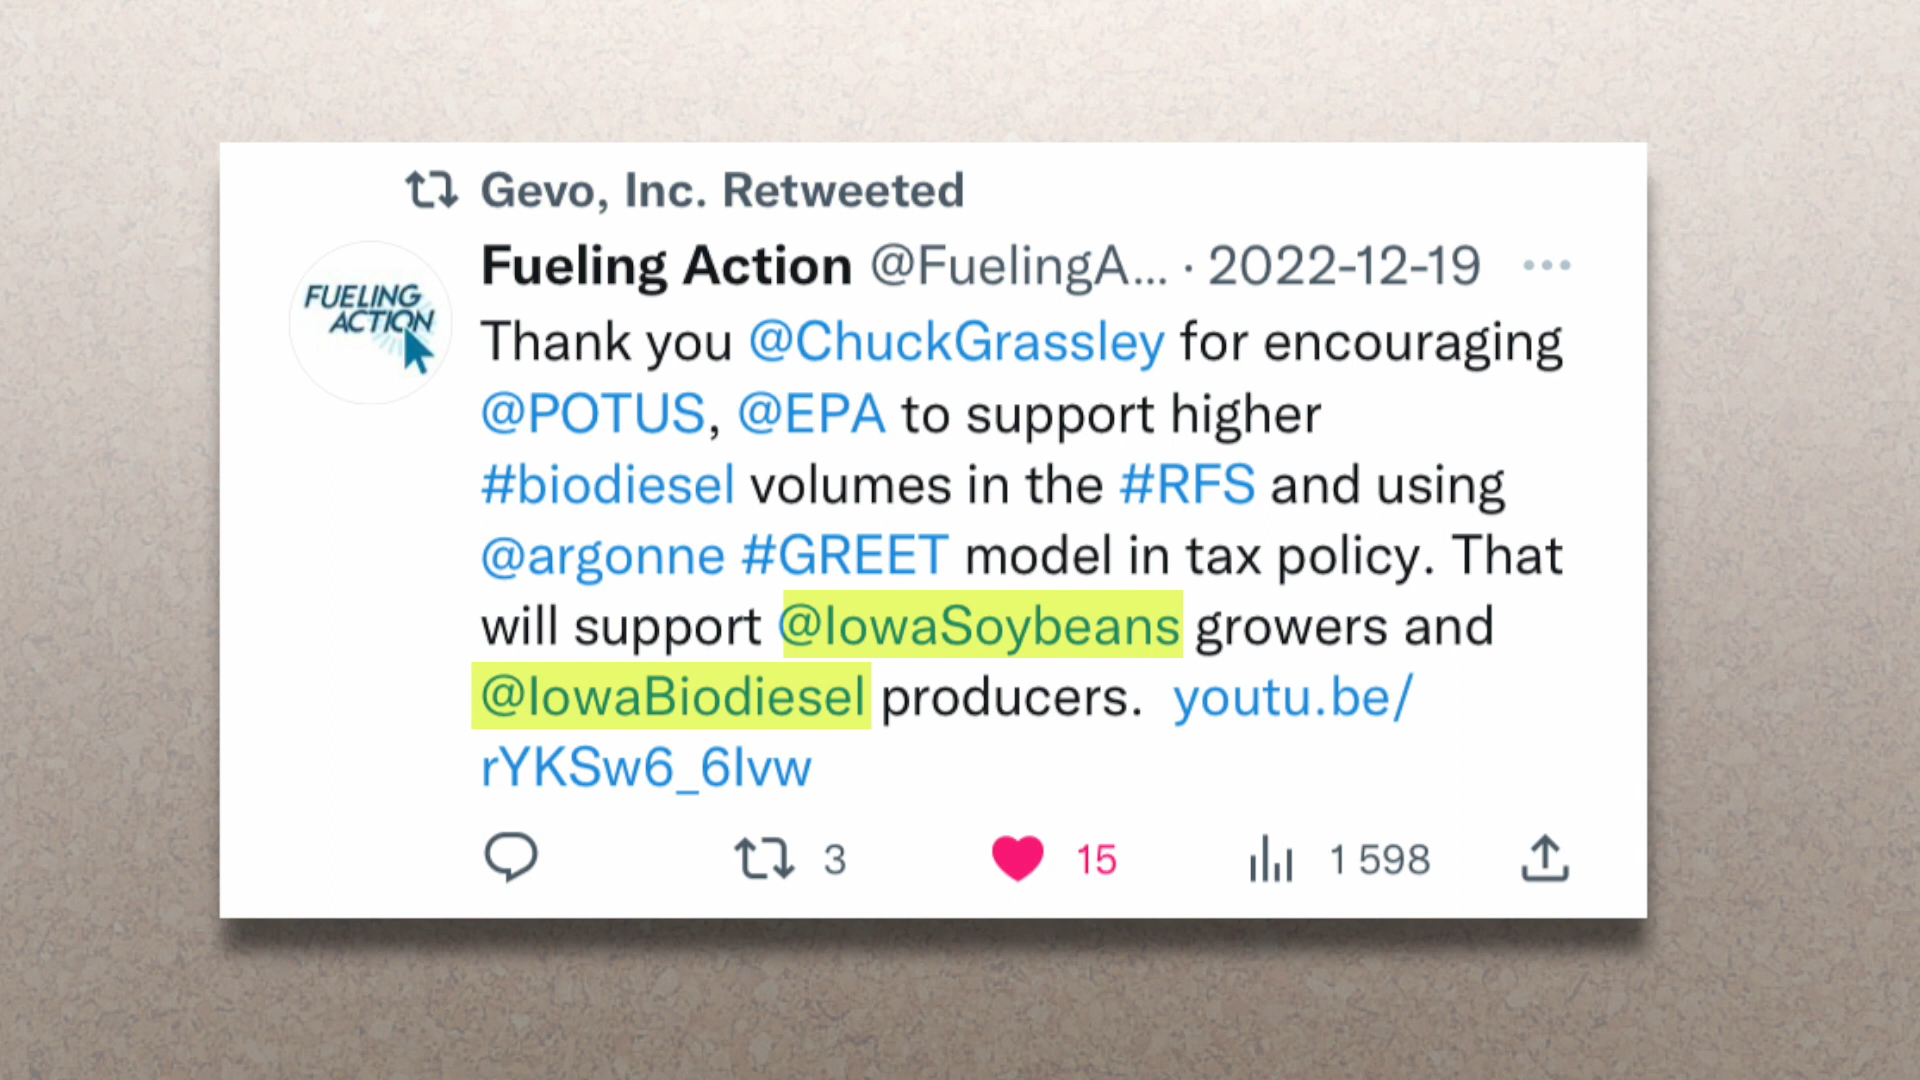 Gevo, Inc. Retweeted
FUELING
ACTION
Fueling Action @FuelingA... · 2022-12-19
Thank you @ChuckGrassley for encouraging
@POTUS, @EPA to support higher
#biodiesel volumes in the #RFS and using
@argonne #GREET model in tax policy. That
will support @IowaSoybeans growers and
@IowaBiodiesel producers. youtu.be/
rYKSw6_6lvw
3 15 1 598